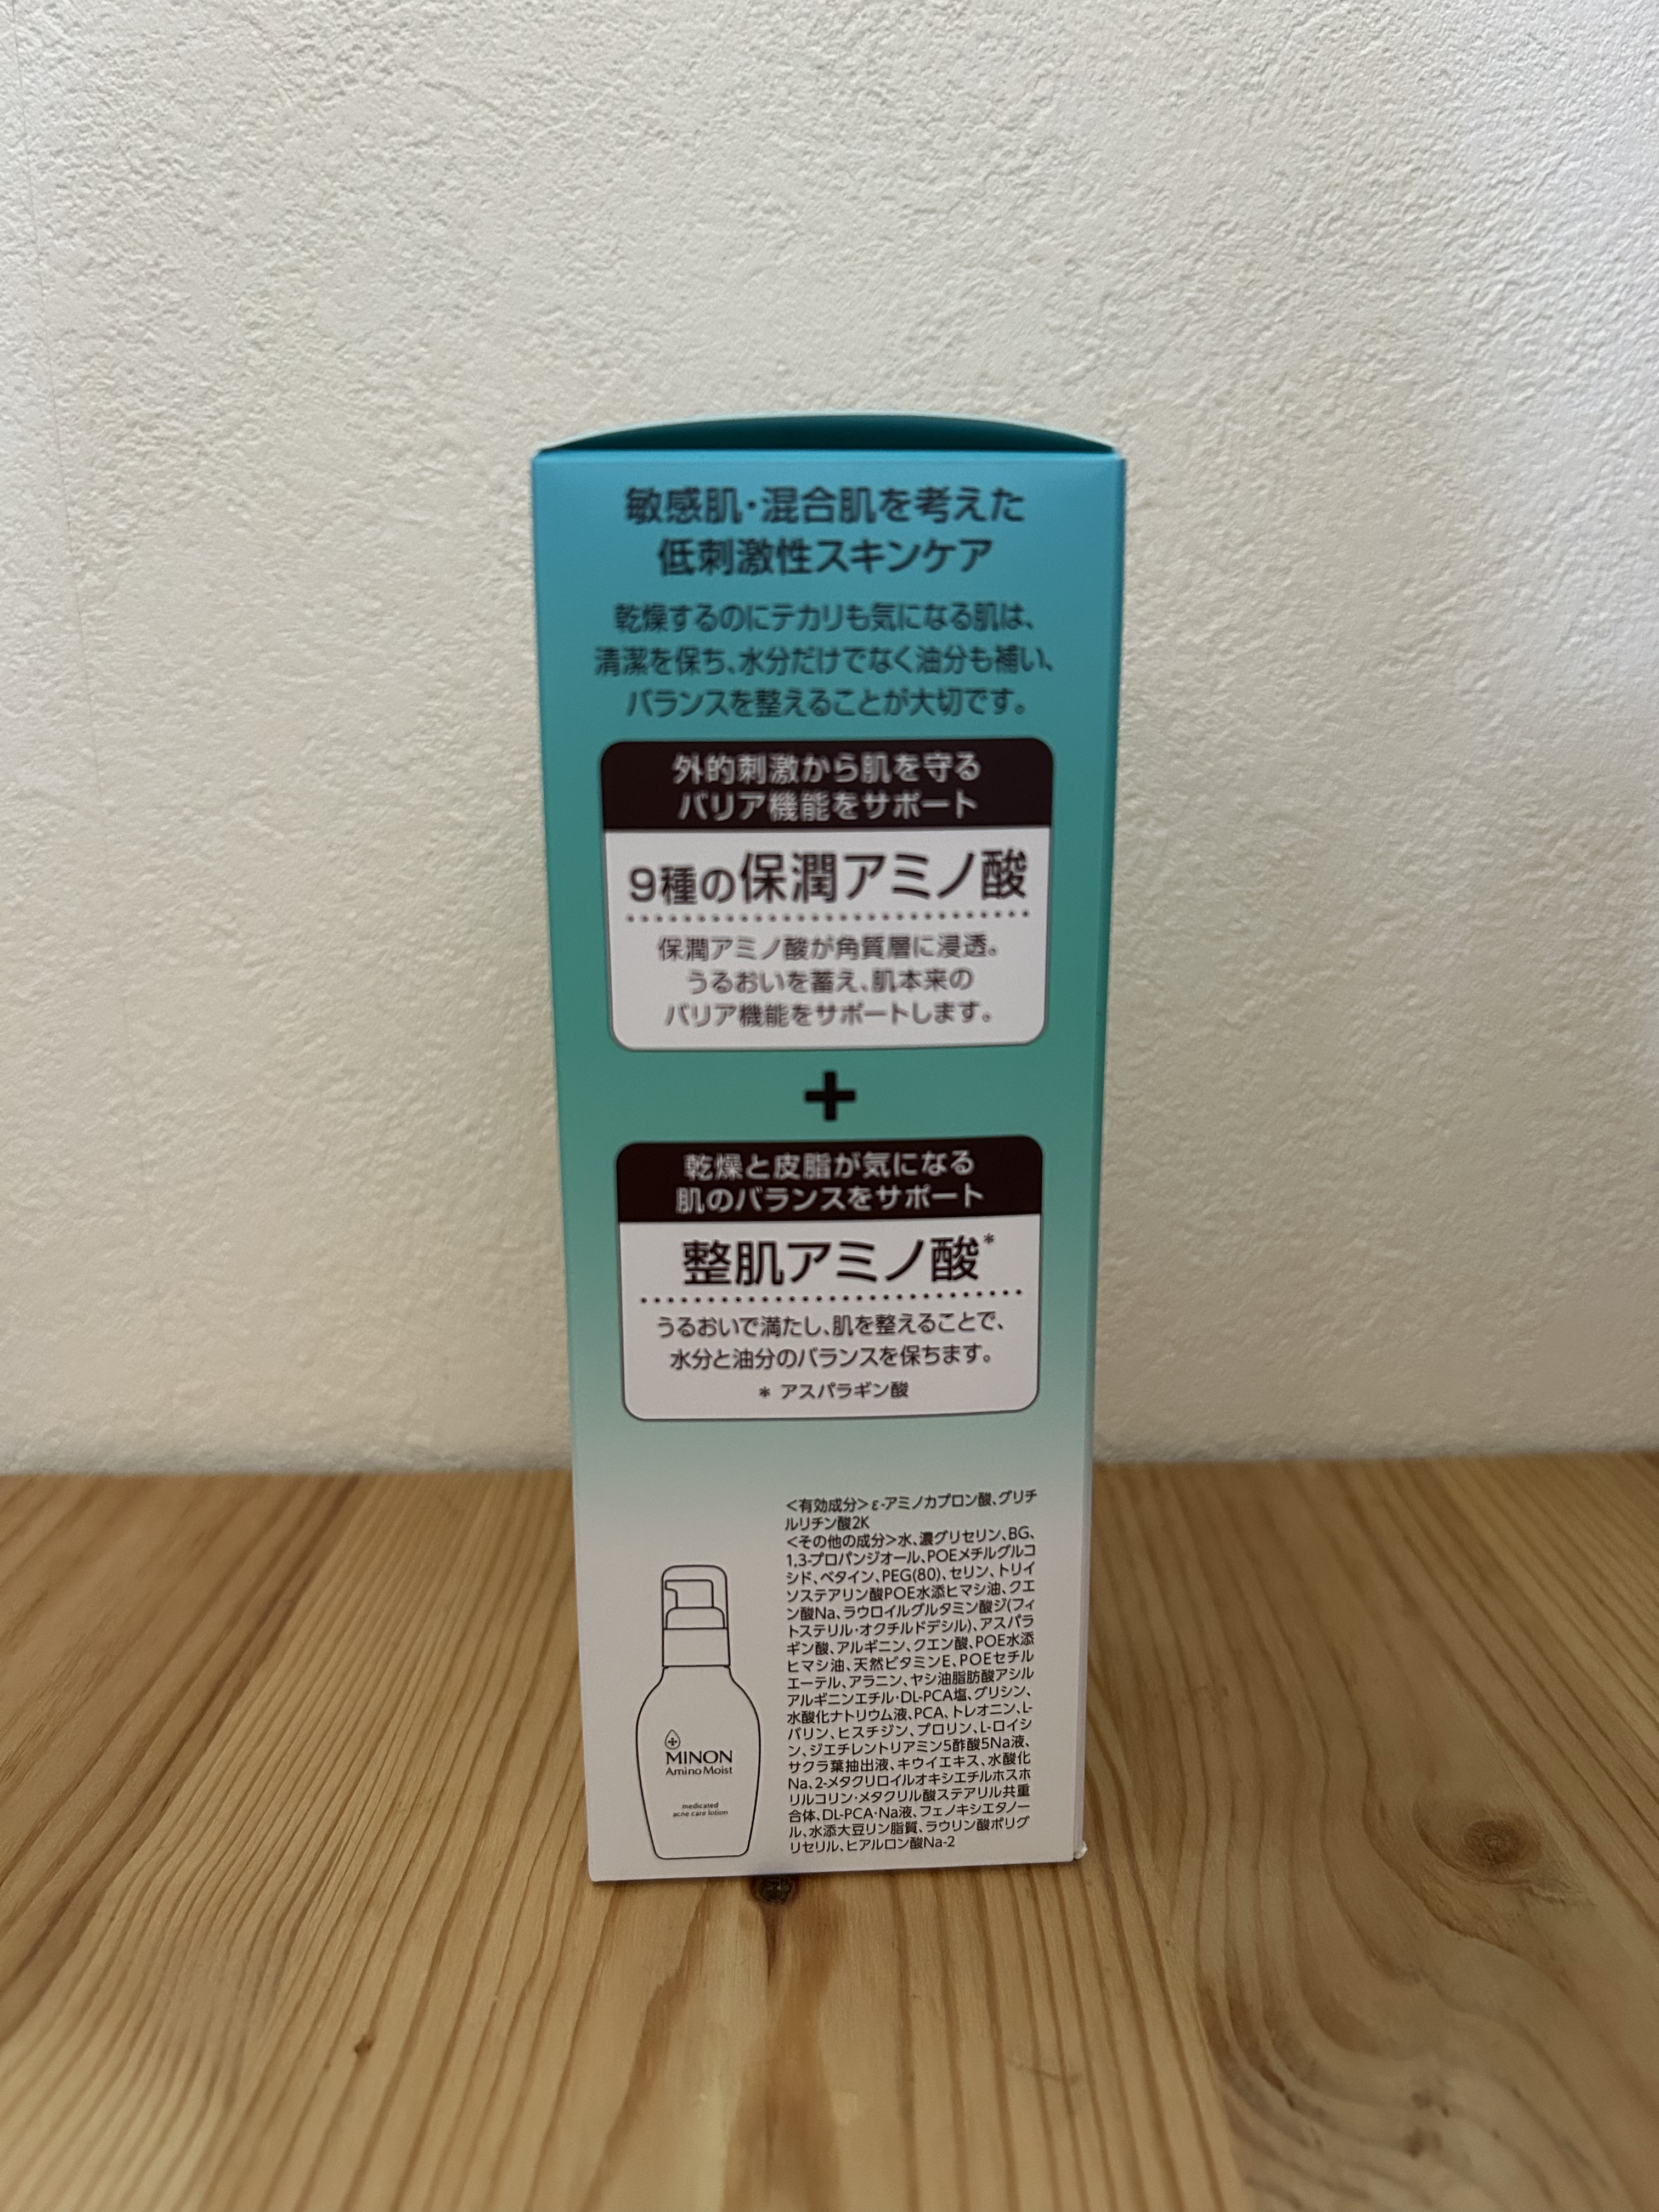 敏感肌・混合肌を考えた
低刺激性スキンケア
乾燥するのにテカリも気になる肌は、
清潔を保ち、水分だけでなく油分も補い、
バランスを整えることが大切です。
外的刺激から肌を守る
バリア機能をサポート
9種の保潤アミノ酸
保潤アミノ酸が角質層に浸透。
うるおいを蓄え、肌本来の
バリア機能をサポートします。
+
乾燥と皮脂が気になる
肌のバランスをサポート
整肌アミノ酸*
うるおいで満たし、肌を整えることで、
水分と油分のバランスを保ちます。
* アスパラギン酸
<有効成分>ε-アミノカプロン酸、グリチ
ルリチン酸2K
<その他の成分>水、濃グリセリン、BG、
1,3-プロパンジオール、POEメチルグルコ
シド、ベタイン、PEG(80)、セリン、トリイ
ソステアリン酸POE水添ヒマシ油、クエ
ン酸Na、ラウロイルグルタミン酸ジ(フィ
トステリル・オクチルドデシル)、アスパラ
ギン酸、アルギニン、クエン酸、POE水添
ヒマシ油、天然ビタミンE、POEセチル
エーテル、アラニン、ヤシ油脂肪酸アシル
アルギニンエチル・DL-PCA塩、グリシン、
水酸化ナトリウム液、PCA、トレオニン、L-
バリン、ヒスチジン、プロリン、L-ロイシ
ン、ジエチレントリアミン5酢酸5Na液、
サクラ葉抽出液、キウイエキス、水酸化
Na、2-メタクリロイルオキシエチルホスホ
リルコリン・メタクリル酸ステアリル共重
合体、DL-PCA・Na液、フェノキシエタノー
ル、水添大豆リン脂質、ラウリン酸ポリグ
リセリル、ヒアルロン酸Na-2
MINON
Amino Moist
medicated
acne care lotion